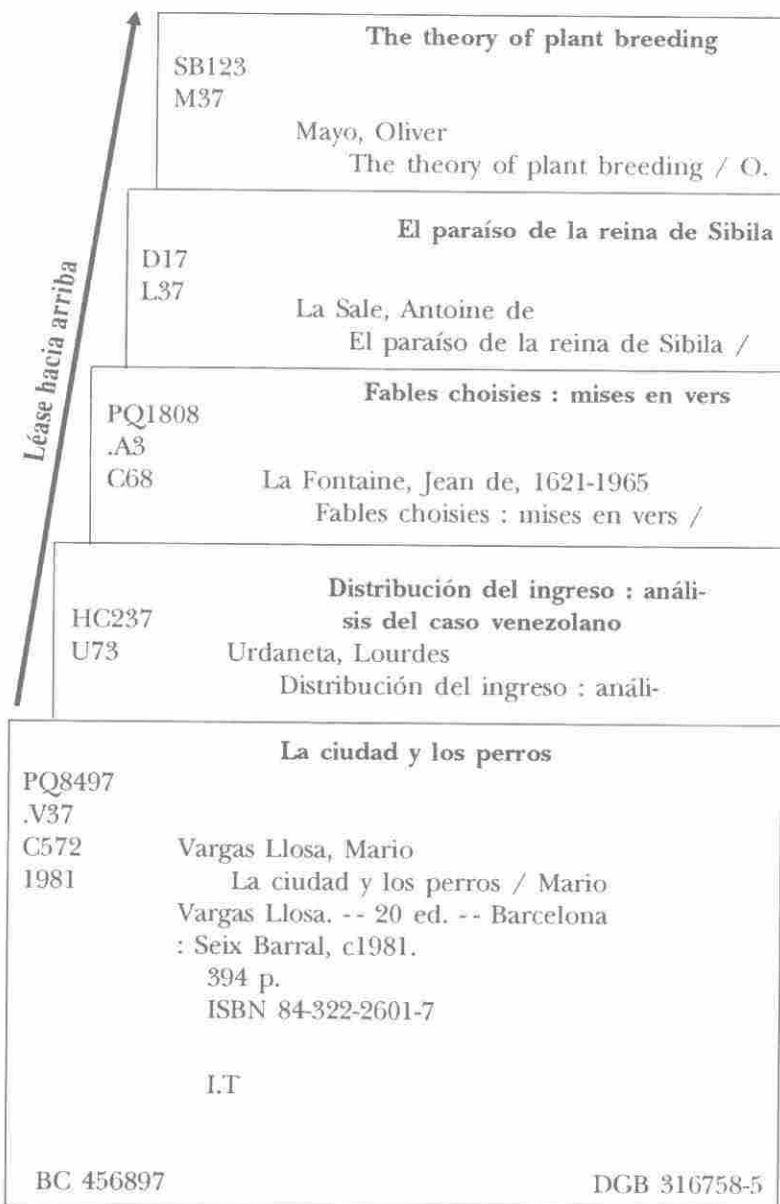 The theory of plant breeding
SB123
M37
Mayo, Oliver
The theory of plant breeding / O.
El paraíso de la reina de Sibila
D17
L37
La Sale, Antoine de
El paraíso de la reina de Sibila /
Fables choisies : mises en vers
PQ1808
.A3
C68 La Fontaine, Jean de, 1621-1965
Fables choisies : mises en vers /
Distribución del ingreso : análi-
HC237 sis del caso venezolano
U73 Urdaneta, Lourdes
Distribución del ingreso : análi-
La ciudad y los perros
PQ8497
.V37
C572 Vargas Llosa, Mario
1981 La ciudad y los perros / Mario
Vargas Llosa. -- 20 ed. -- Barcelona
: Seix Barral, c1981.
394 p.
ISBN 84-322-2601-7
I.T
BC 456897 DGB 316758-5
Léase hacia arriba